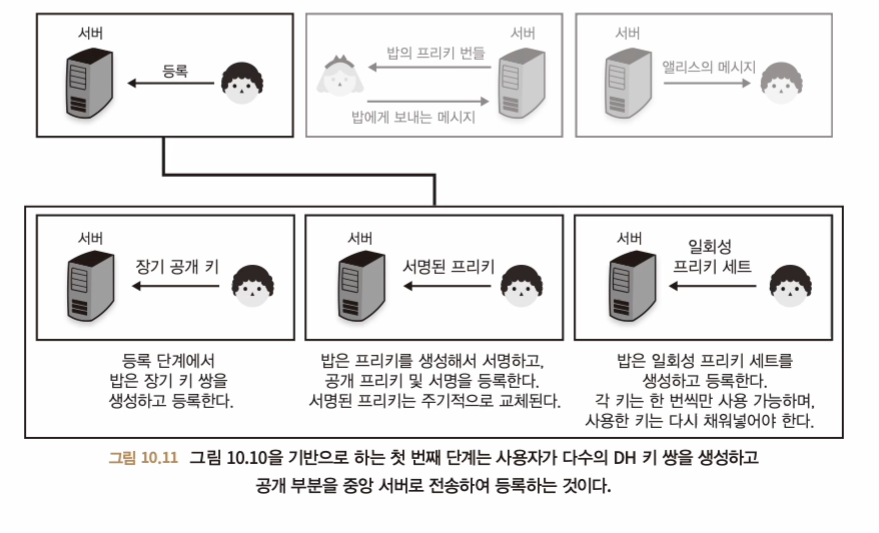 서버
등록
서버
밥의 프리키 번들
밥에게 보내는 메시지
서버
앨리스의 메시지
서버
장기 공개 키
서버
서명된 프리키
서버
일회성
프리키 세트
등록 단계에서
밥은 장기 키 쌍을
생성하고 등록한다.
밥은 프리키를 생성해서 서명하고,
공개 프리키 및 서명을 등록한다.
서명된 프리키는 주기적으로 교체된다.
밥은 일회성 프리키 세트를
생성하고 등록한다.
각 키는 한 번씩만 사용 가능하며,
사용한 키는 다시 채워넣어야 한다.
그림 10.11 그림 10.10을 기반으로 하는 첫 번째 단계는 사용자가 다수의 DH 키 쌍을 생성하고
공개 부분을 중앙 서버로 전송하여 등록하는 것이다.